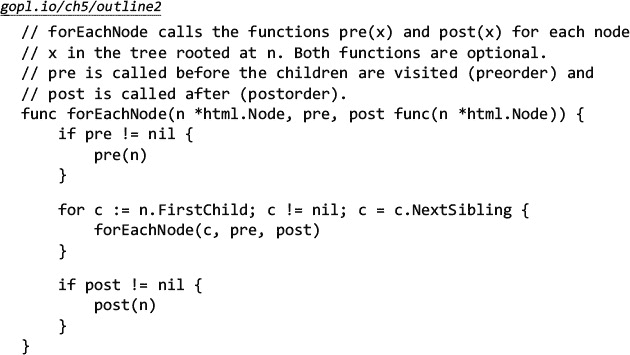 gopl.io/ch5/outline2
// forEachNode calls the functions pre(x) and post(x) for each node
// x in the tree rooted at n. Both functions are optional.
// pre is called before the children are visited (preorder) and
// post is called after (postorder).
func forEachNode(n *html.Node, pre, post func(n *html.Node)) {
    if pre != nil {
        pre(n)
    }
    for c := n.FirstChild; c != nil; c = c.NextSibling {
        forEachNode(c, pre, post)
    }
    if post != nil {
        post(n)
    }
}